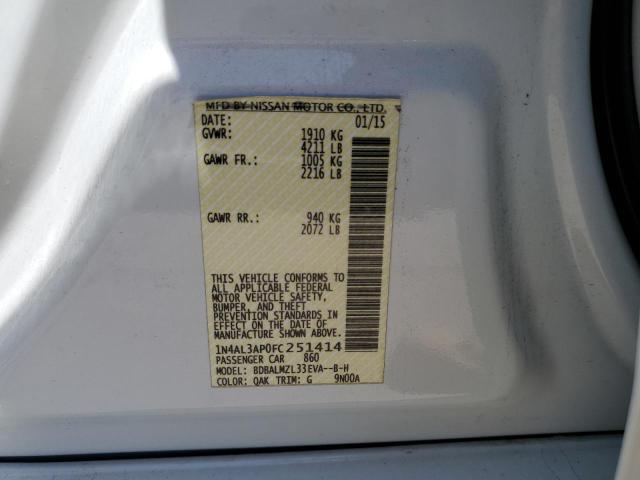 MFD BY NISSAN MOTOR CO., LTD.
DATE: 01/15
GVWR: 1910 KG
4211 LB
GAWR FR.: 1005 KG
2216 LB
GAWR RR.: 940 KG
2072 LB
THIS VEHICLE CONFORMS TO
ALL APPLICABLE FEDERAL
MOTOR VEHICLE SAFETY,
BUMPER, AND THEFT
PREVENTION STANDARDS IN
EFFECT ON THE DATE OF
MANUFACTURE SHOWN ABOVE.
1N4AL3AP0FC251414
PASSENGER CAR 860
MODEL: BDBALMZL33EVA--B-H
COLOR: QAK TRIM: G 9N00A